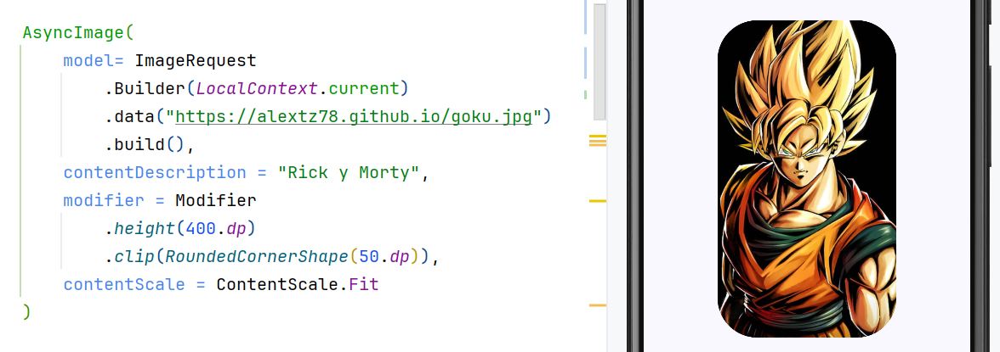 AsyncImage(
model= ImageRequest
.Builder(LocalContext.current)
.data("https://alextz78.github.io/goku.jpg")
.build(),
contentDescription = "Rick y Morty",
modifier = Modifier
.height(400.dp)
.clip(RoundedCornerShape(50.dp)),
contentScale = ContentScale.Fit
)